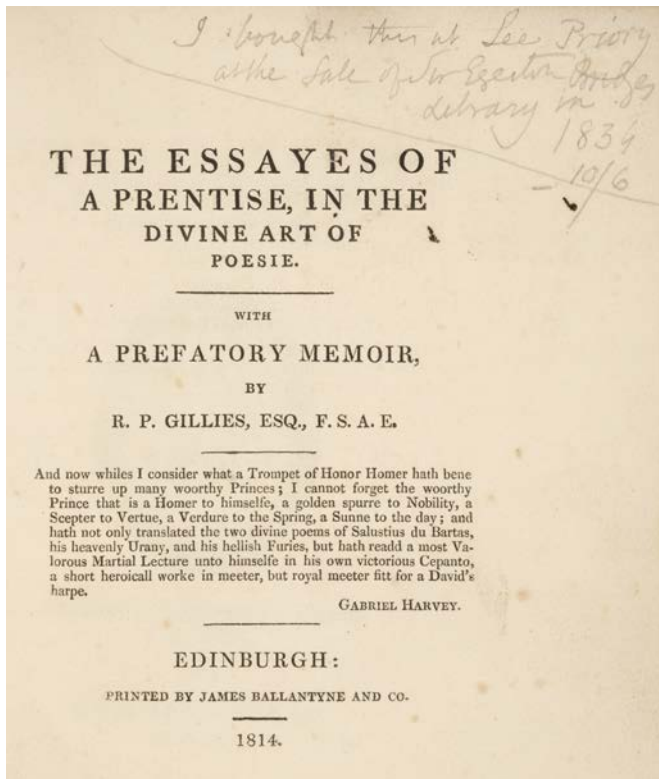 I bought this at Lee Priory
at the Sale of Sir Egerton Bridges
Library in
1834
10/6
THE ESSAYES OF
A PRENTISE, IN THE
DIVINE ART OF
POESIE.
WITH
A PREFATORY MEMOIR,
BY
R. P. GILLIES, ESQ., F. S. A. E.
And now whiles I consider what a Trompet of Honor Homer hath bene
to sturre up many woorthy Princes; I cannot forget the woorthy
Prince that is a Homer to himselfe, a golden spurre to Nobility, a
Scepter to Vertue, a Verdure to the Spring, a Sunne to the day; and
hath not only translated the two divine poems of Salustius du Bartas,
his heavenly Urany, and his hellish Furies, but hath readd a most Va-
lorous Martial Lecture unto himselfe in his own victorious Cepanto,
a short heroicall worke in meeter, but royal meeter fitt for a David's
harpe.
GABRIEL HARVEY.
EDINBURGH:
PRINTED BY JAMES BALLANTYNE AND CO.
1814.